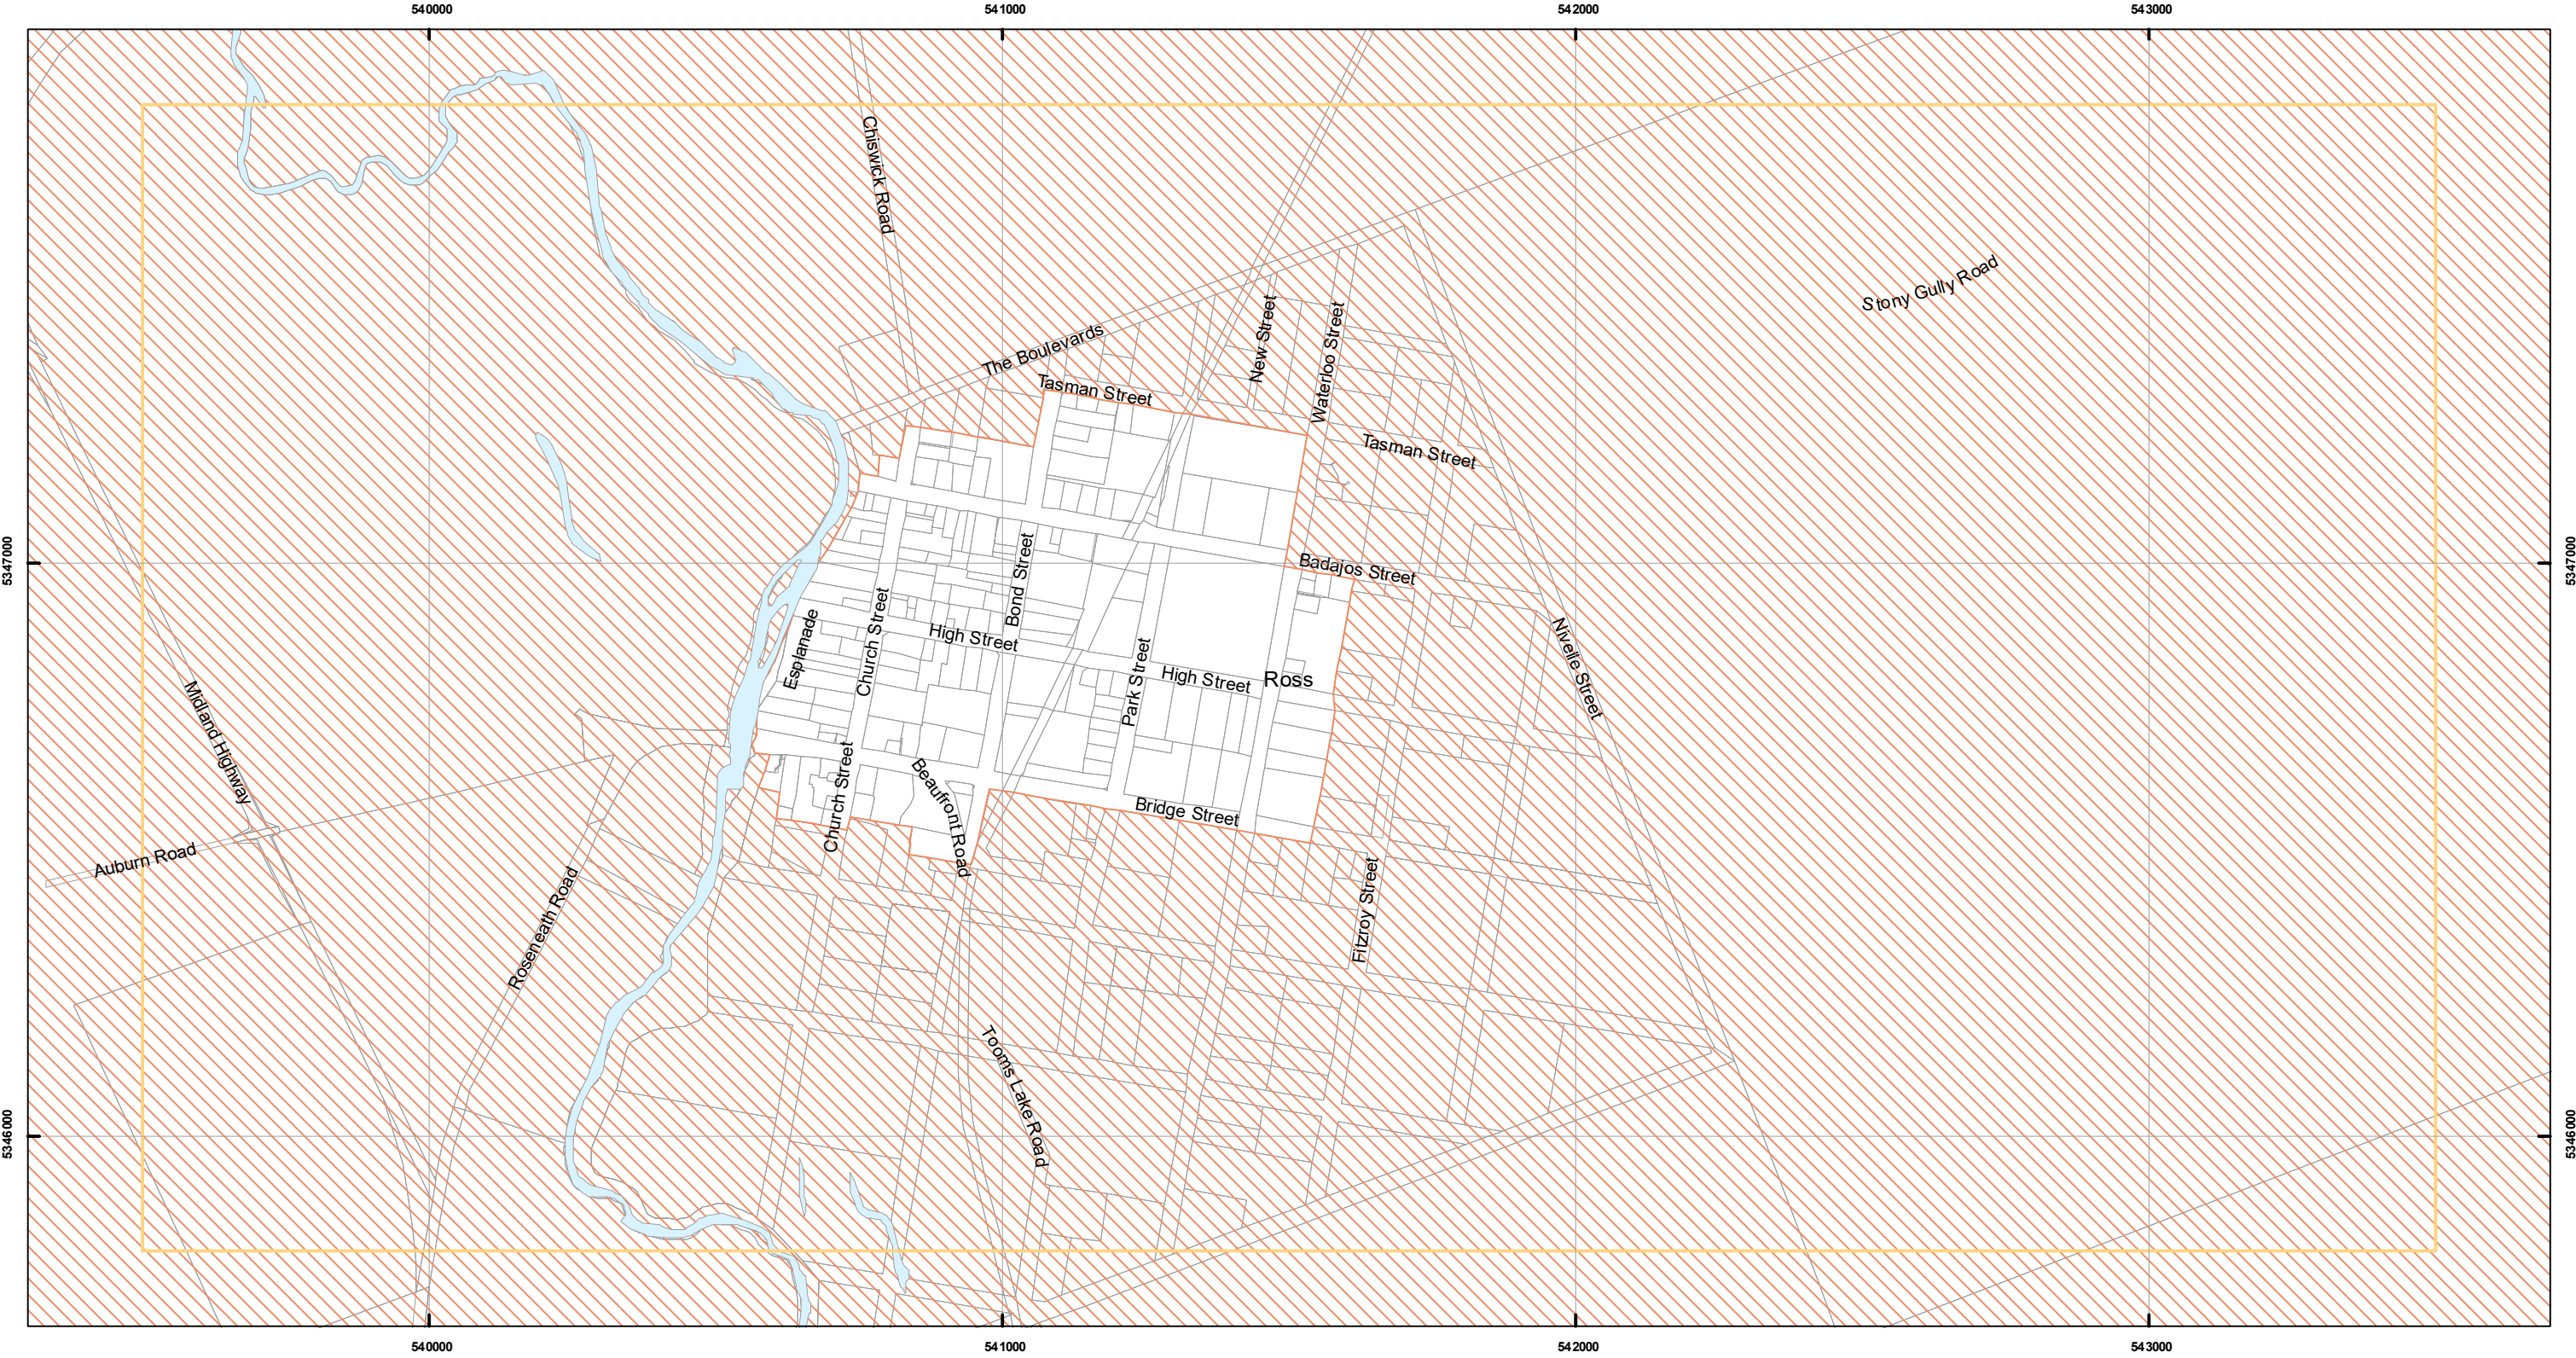 540000
541000
542000
543000
Chiswick Road
Stony Gully Road
The Boulevards
New Street
Waterloo Street
Tasman Street
Tasman Street
5347000
5347000
Badajos Street
Bond Street
Church Street
Esplanade
High Street
Park Street
High Street
Ross
Nivelle Street
Midland Highway
Church Street
Beaufront Road
Bridge Street
Auburn Road
Roseneath Road
Fitzroy Street
Tooms Lake Road
5346000
5346000
540000
541000
542000
543000